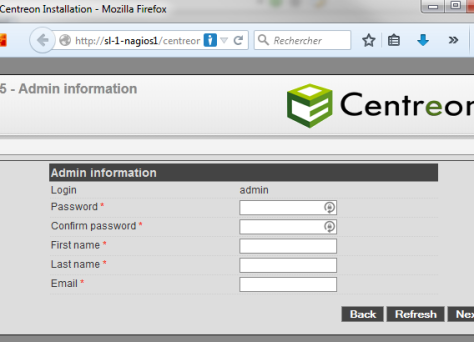 Centreon Installation - Mozilla Firefox
http://sl-1-nagios1/centreor
Rechercher
5 - Admin information
Centreon
Admin information
Login admin
Password *
Confirm password *
First name *
Last name *
Email *
Back Refresh Nex